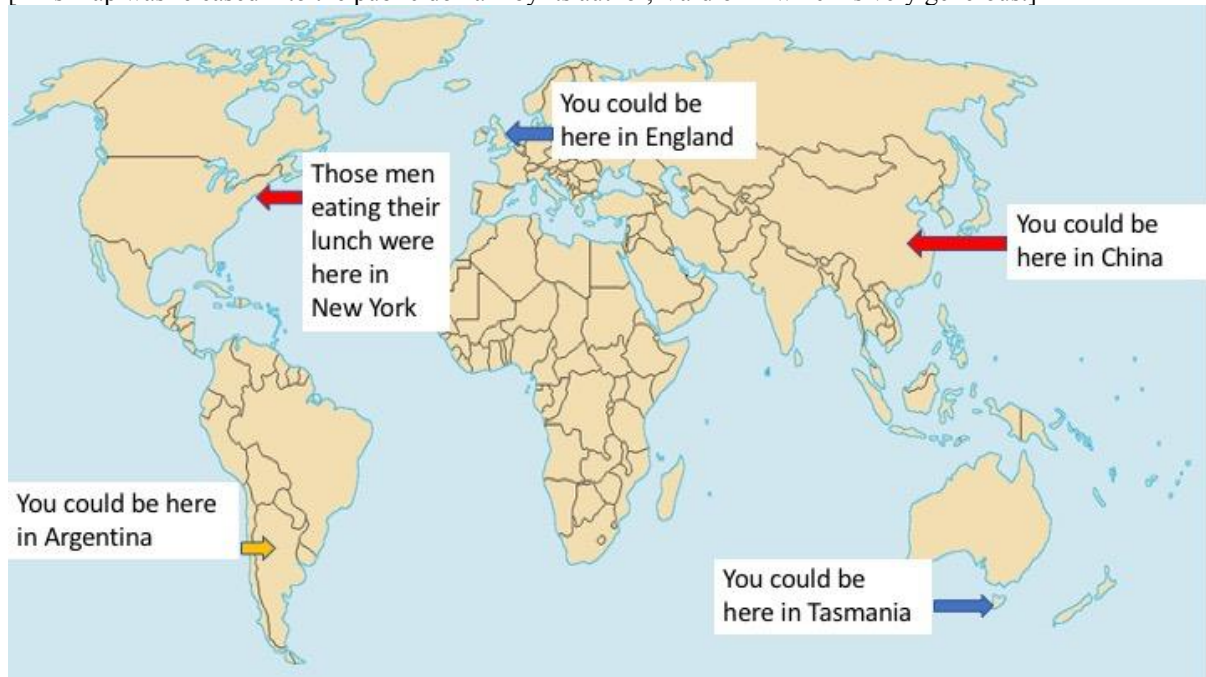 You could be
here in England
Those men
eating their
lunch were
here in
New York
You could be
here in China
You could be here
in Argentina
You could be
here in Tasmania